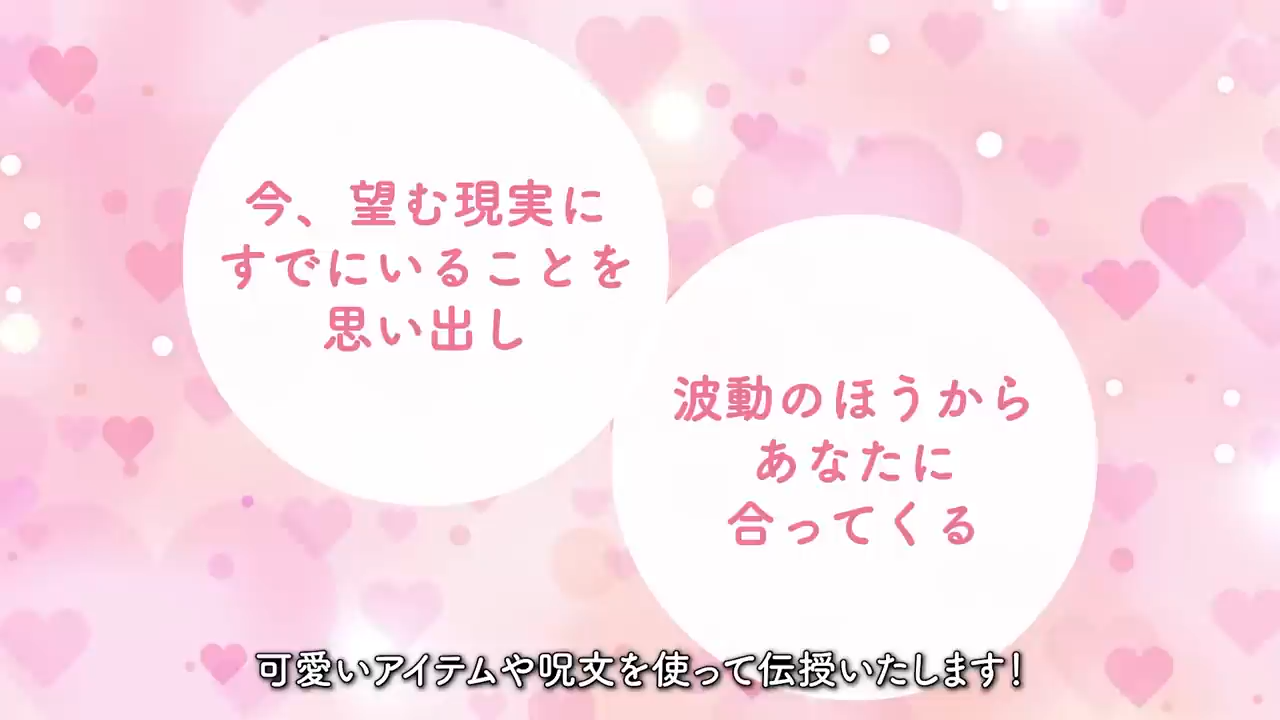 今、望む現実に
すでにいることを
思い出し
波動のほうから
あなたに
合ってくる
可愛いアイテムや呪文を使って伝授いたします!